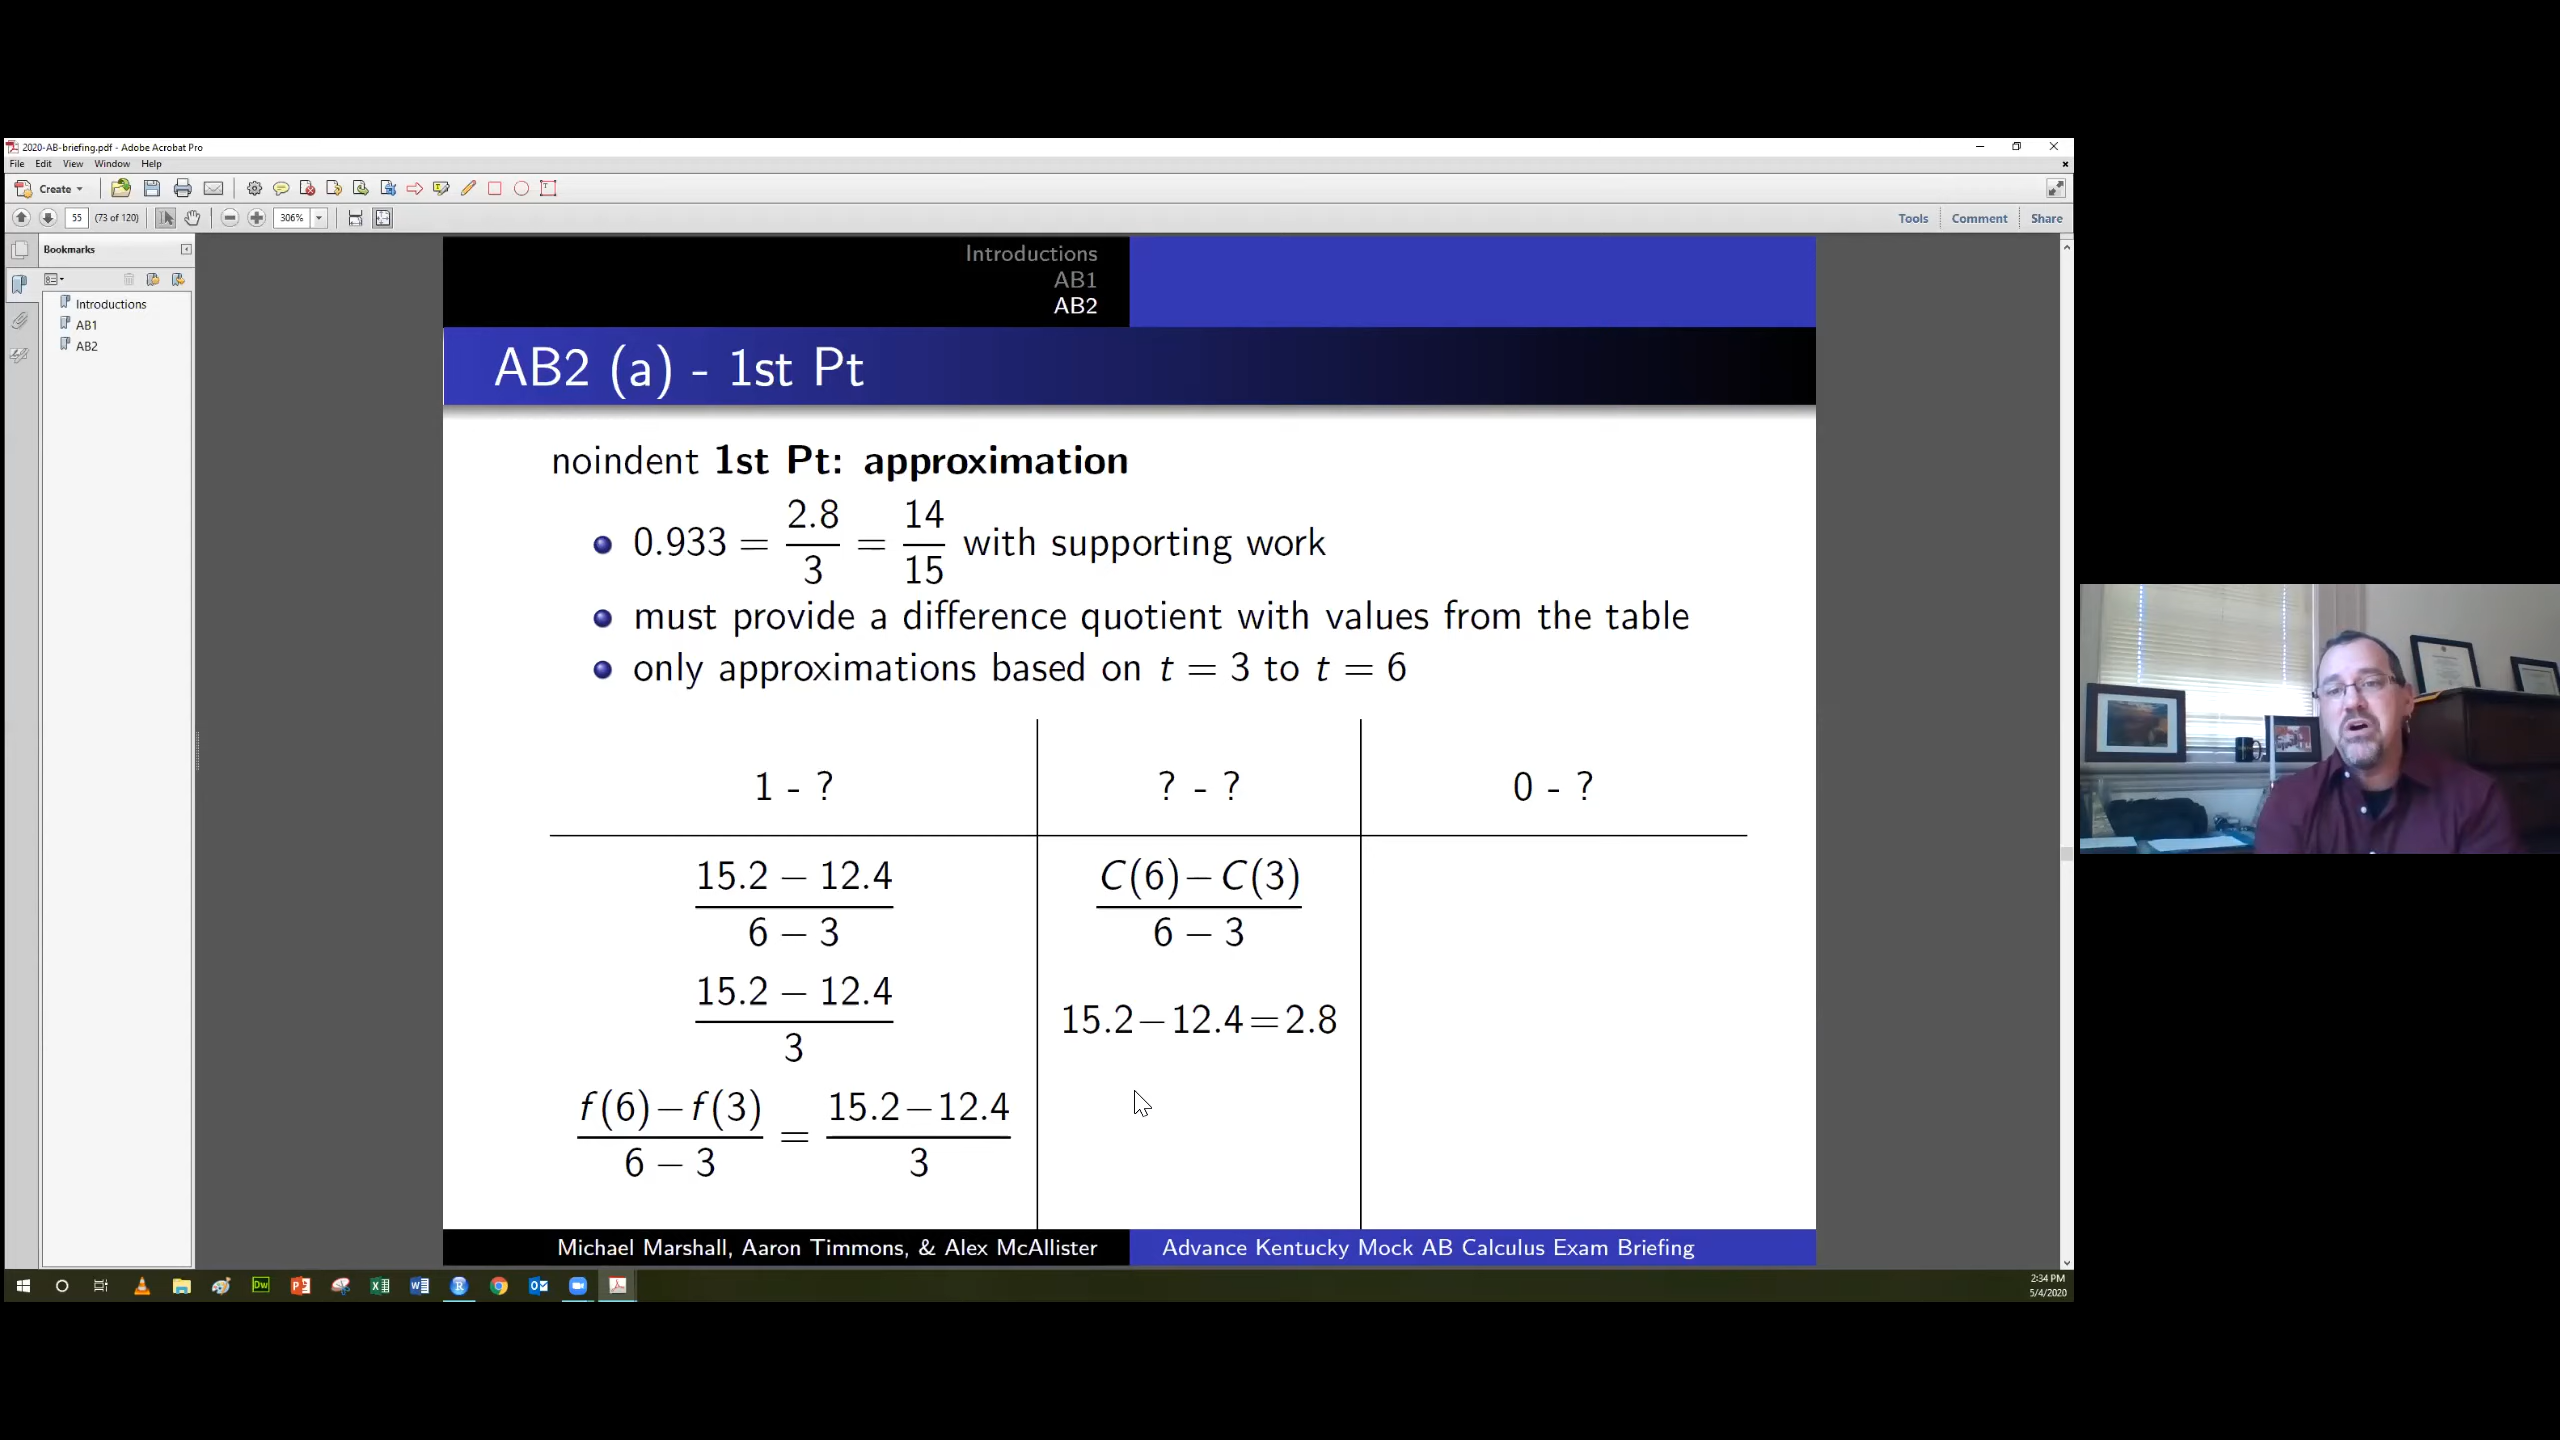 2020-AB-briefing.pdf - Adobe Acrobat Pro
File Edit View Window Help
Create
55 (73 of 120) 306% Tools Comment Share
Bookmarks
Introductions
AB1
AB2
Introductions
AB1
AB2
AB2 (a) - 1st Pt
noindent 1st Pt: approximation
0.933 = 2.8/3 = 14/15 with supporting work
must provide a difference quotient with values from the table
only approximations based on t = 3 to t = 6
1 - ? ? - ? 0 - ?
15.2 − 12.4 C(6)− C(3)
6 − 3 6 − 3
15.2 − 12.4 15.2−12.4=2.8
3
f(6)−f(3) = 15.2−12.4
6 − 3 3
Michael Marshall, Aaron Timmons, & Alex McAllister Advance Kentucky Mock AB Calculus Exam Briefing
2:34 PM
5/4/2020